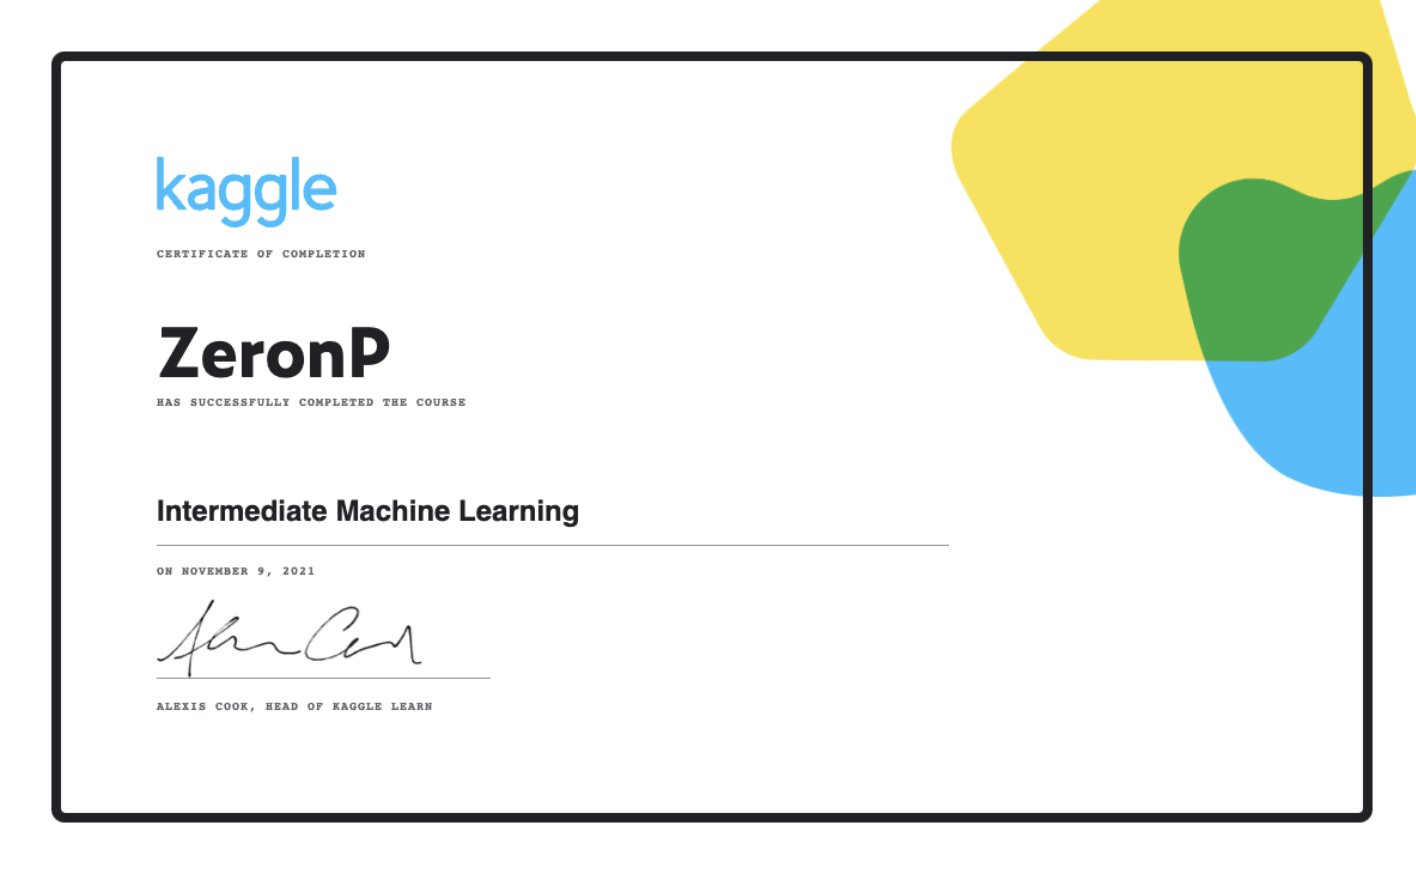 kaggle
CERTIFICATE OF COMPLETION
ZeronP
HAS SUCCESSFULLY COMPLETED THE COURSE
Intermediate Machine Learning
ON NOVEMBER 9, 2021
ALEXIS COOK, HEAD OF KAGGLE LEARN